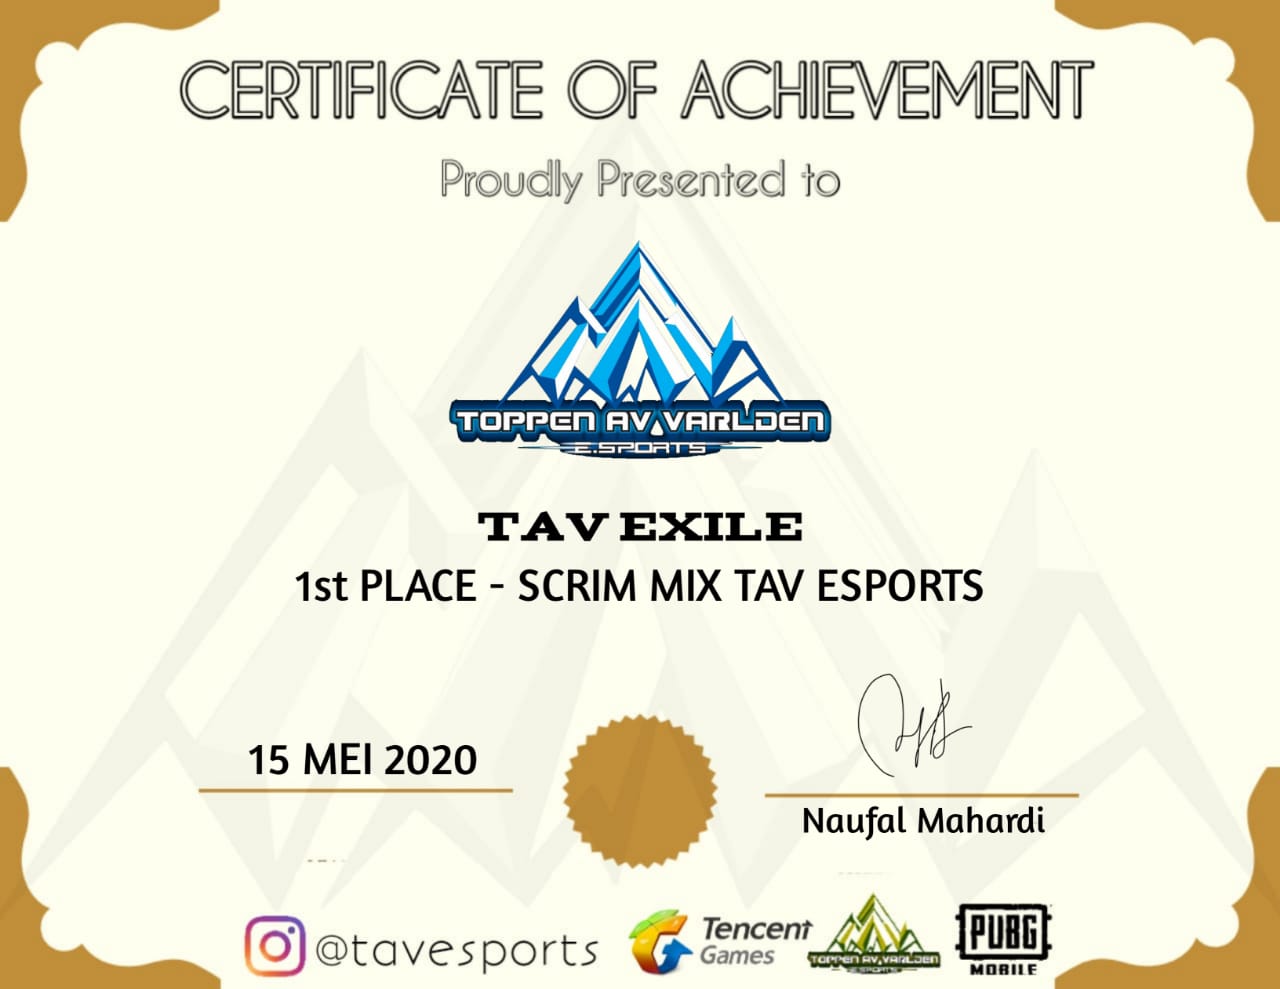 CERTIFICATE OF ACHIEVEMENT
Proudly Presented to
TOPPEN AV VARLDEN
E.SPORTS
TAV EXILE
1st PLACE - SCRIM MIX TAV ESPORTS
15 MEI 2020
Naufal Mahardi
@tavesports
Tencent
Games
TOPPEN AV VARLDEN
E.SPORTS
PUBG
MOBILE